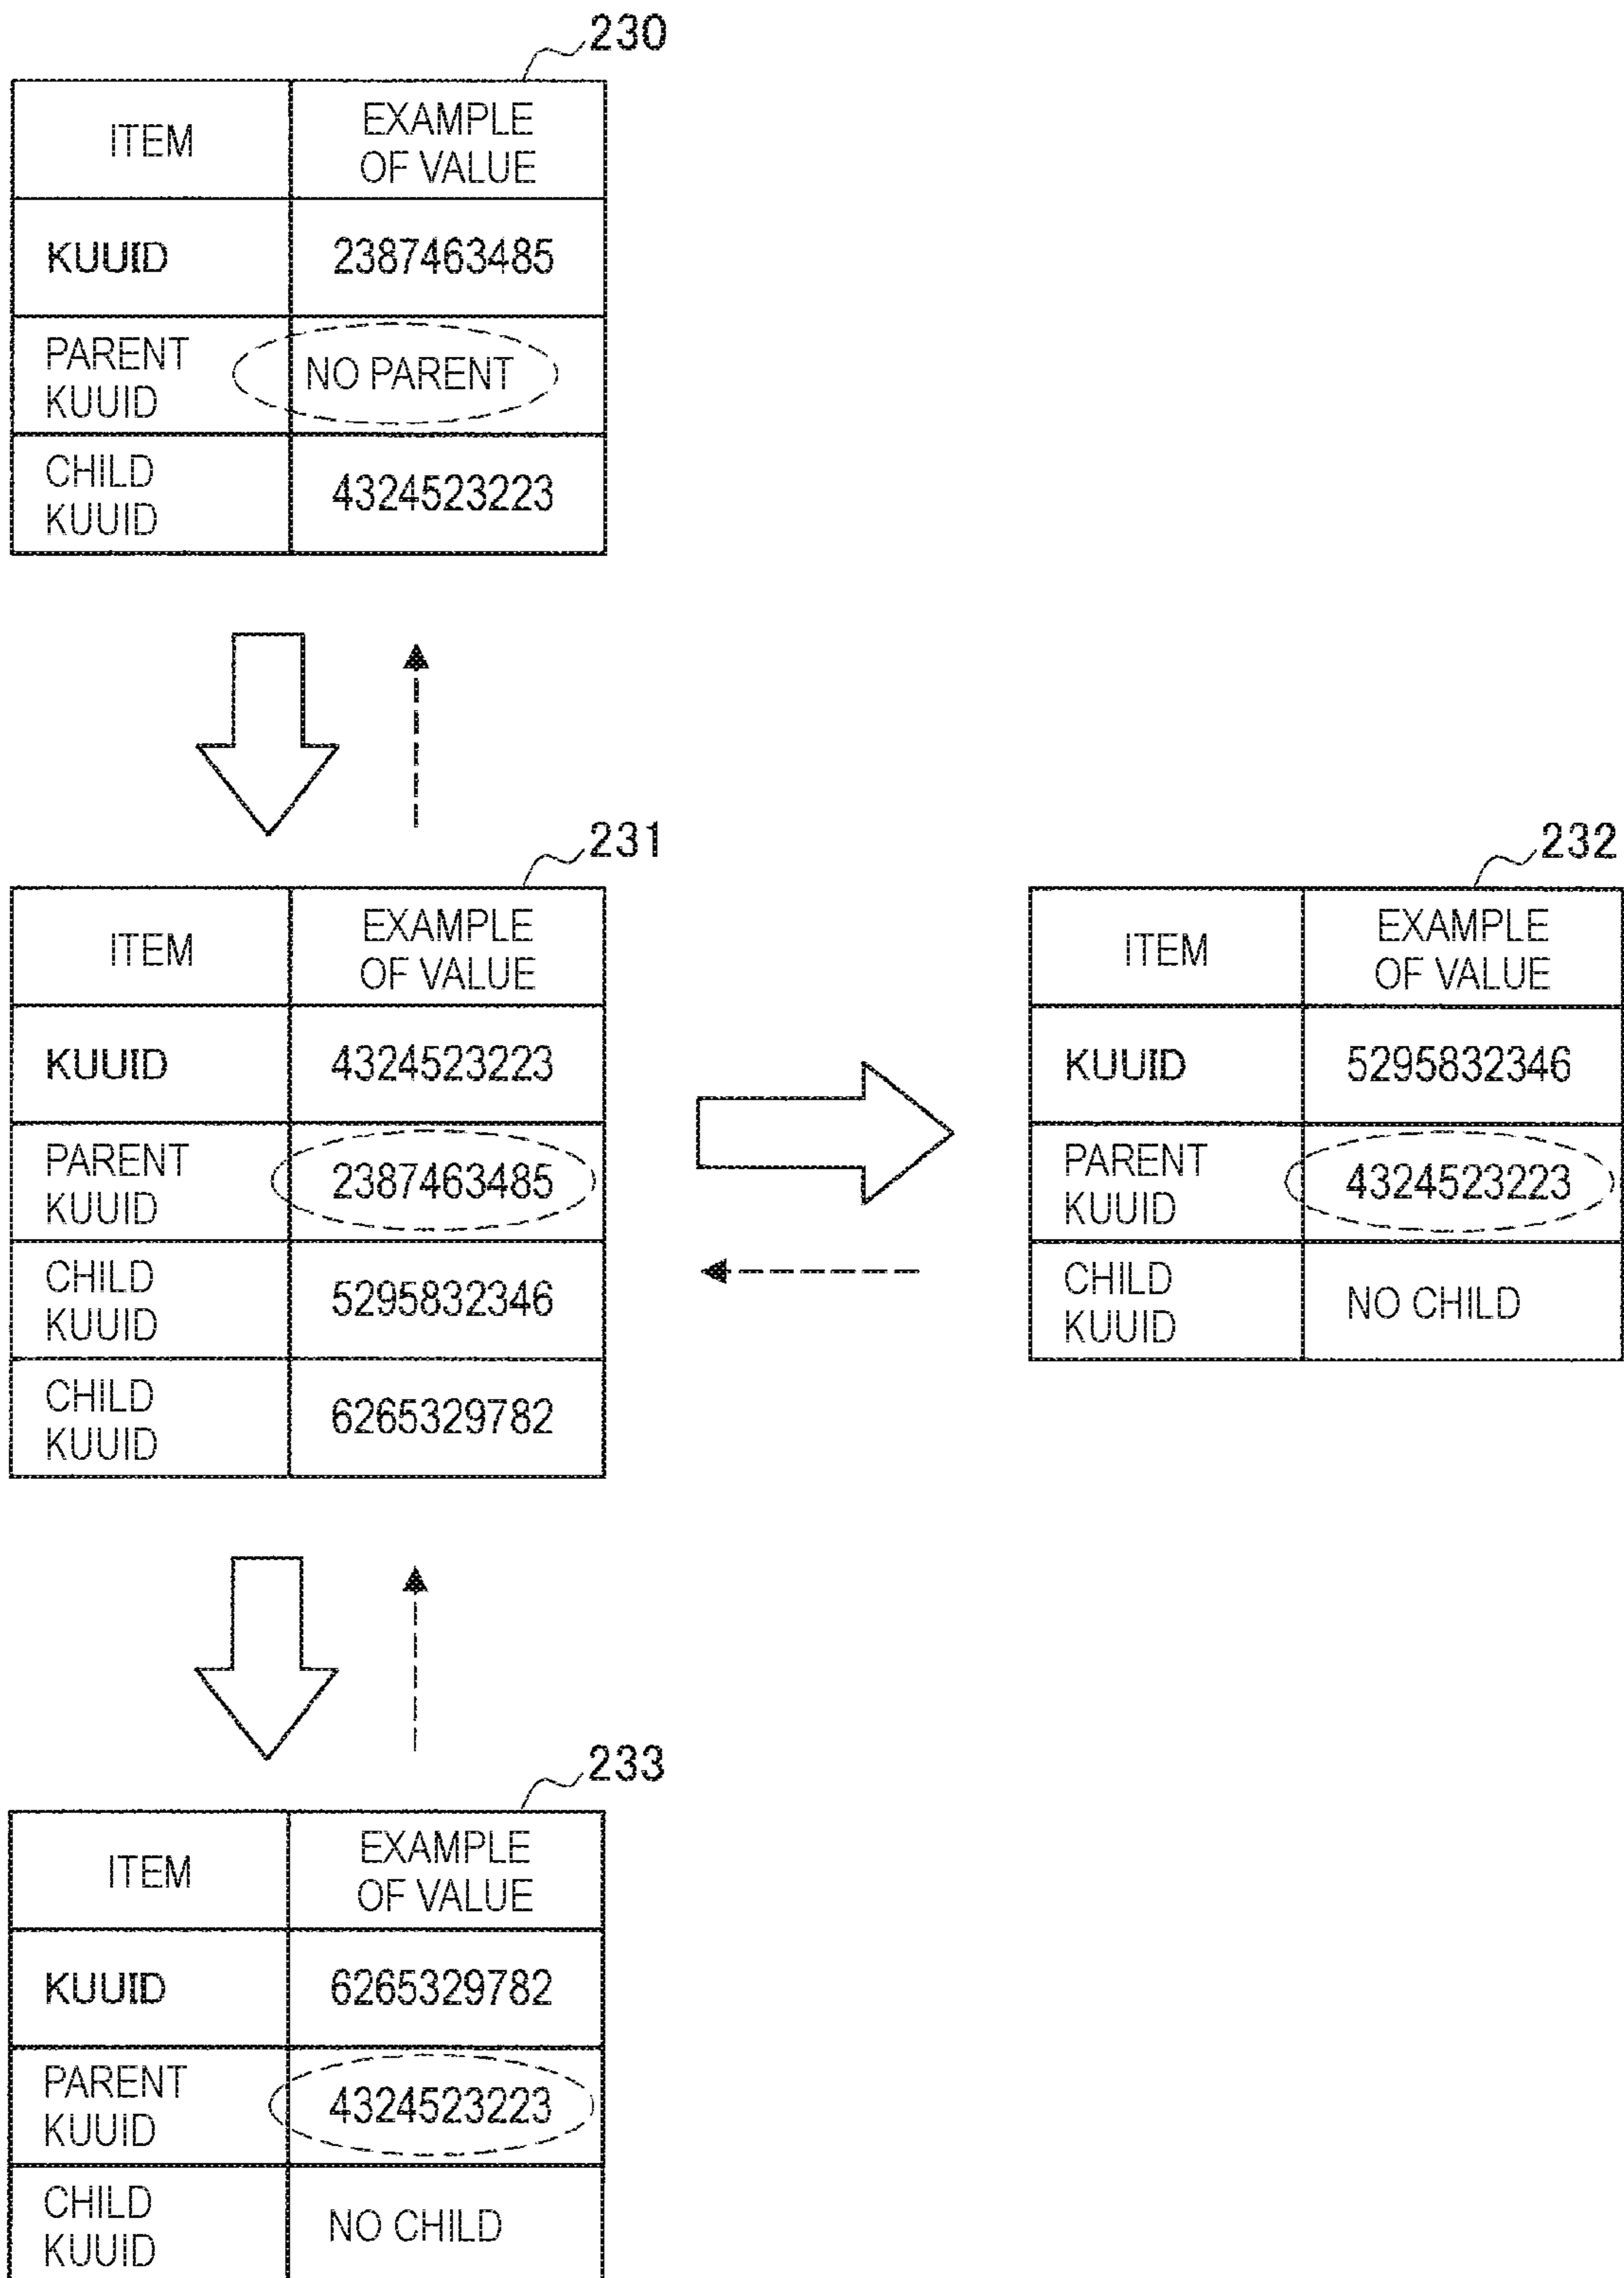 230
ITEM
EXAMPLE
OF VALUE
KUUID
2387463485
PARENT
KUUID
NO PARENT
CHILD
KUUID
4324523223
231
ITEM
EXAMPLE
OF VALUE
KUUID
4324523223
PARENT
KUUID
2387463485
CHILD
KUUID
5295832346
CHILD
KUUID
6265329782
232
ITEM
EXAMPLE
OF VALUE
KUUID
5295832346
PARENT
KUUID
4324523223
CHILD
KUUID
NO CHILD
233
ITEM
EXAMPLE
OF VALUE
KUUID
6265329782
PARENT
KUUID
4324523223
CHILD
KUUID
NO CHILD